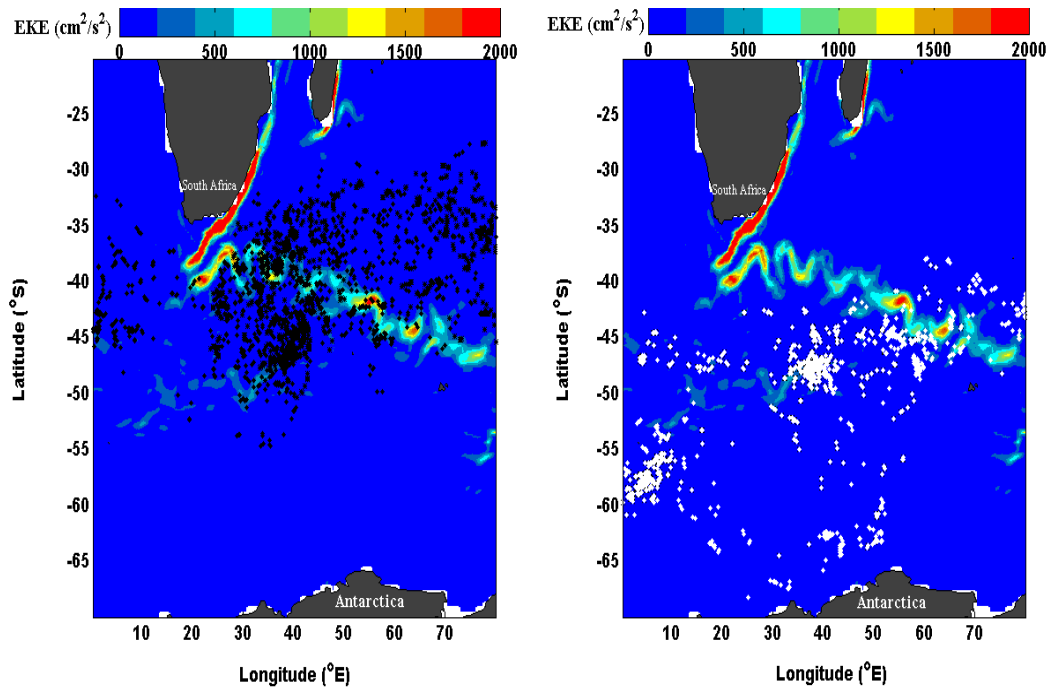 EKE (cm²/s²)
0 500 1000 1500 2000
-25
-30
-35
-40
-45
-50
-55
-60
-65
Latitude (°S)
South Africa
Antarctica
10 20 30 40 50 60 70
Longitude (°E)
EKE (cm²/s²)
0 500 1000 1500 2000
-25
-30
-35
-40
-45
-50
-55
-60
-65
Latitude (°S)
South Africa
Antarctica
10 20 30 40 50 60 70
Longitude (°E)